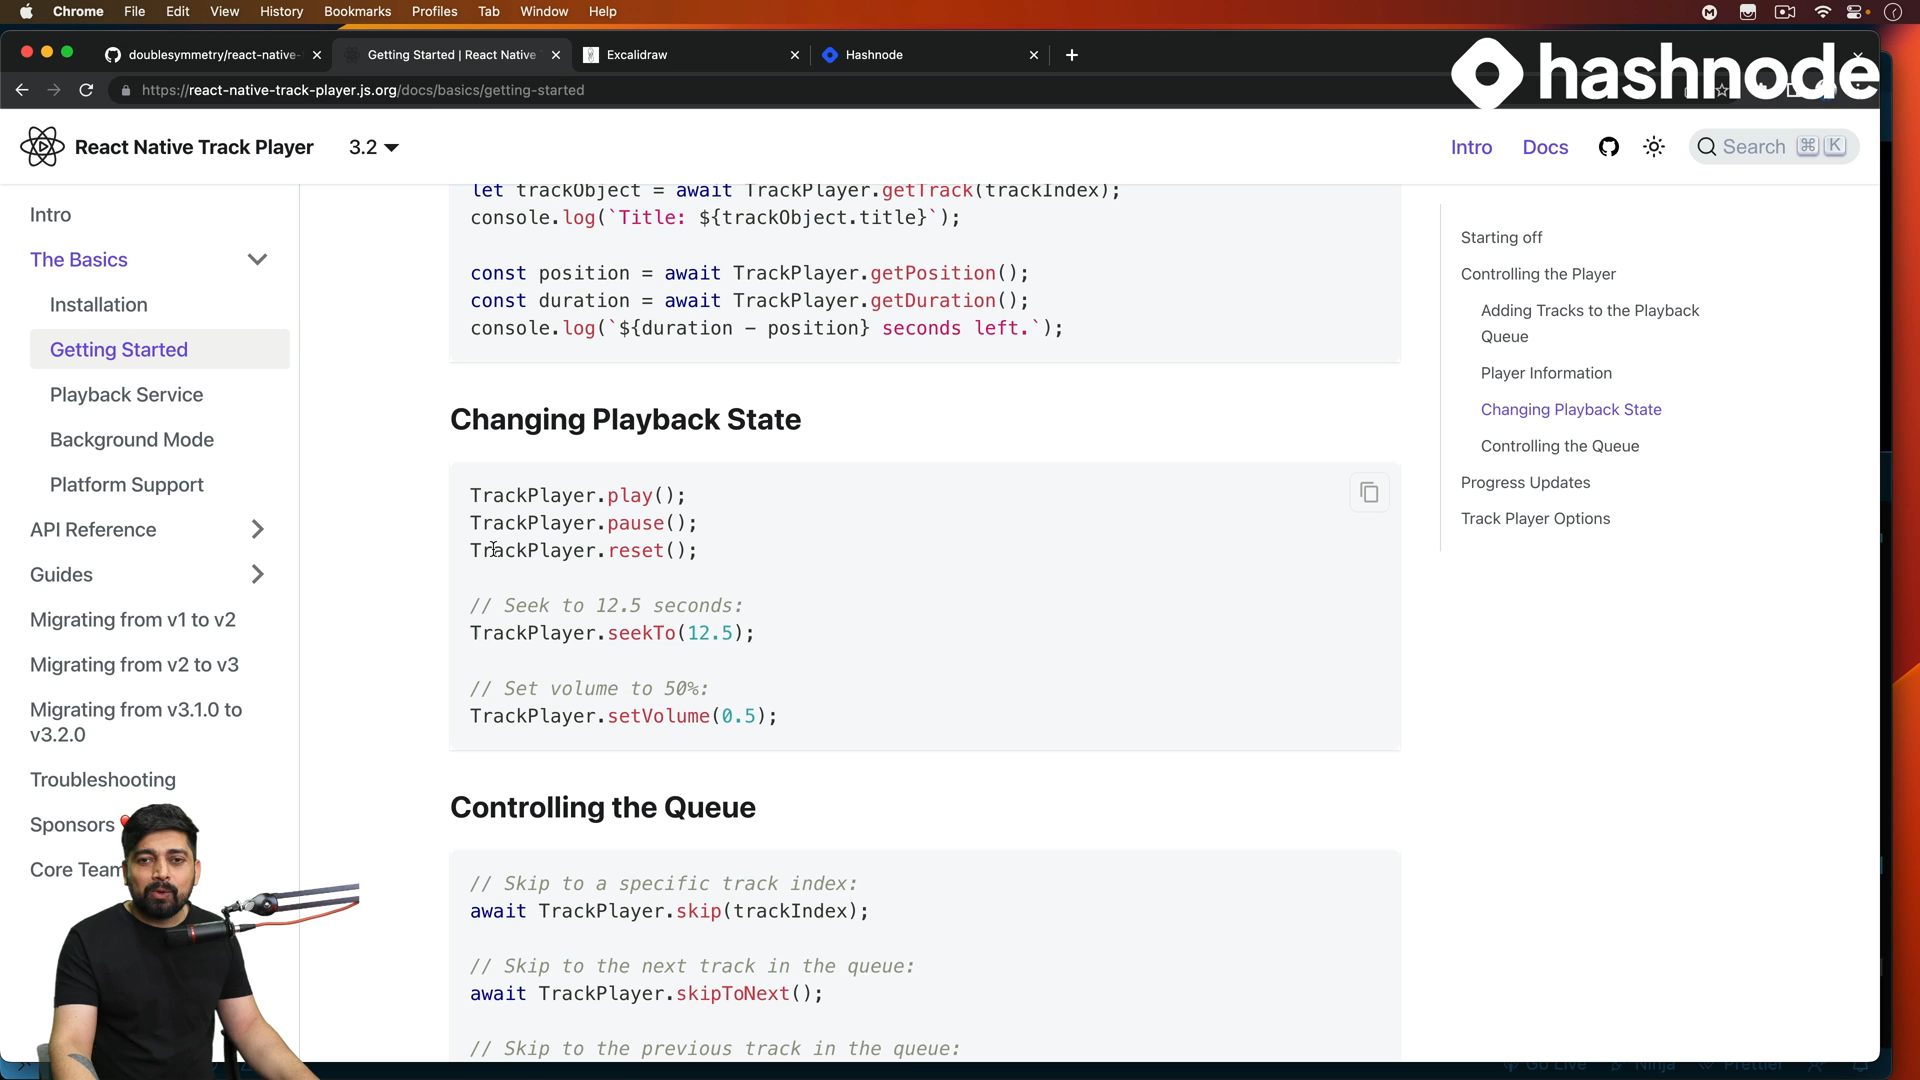 Chrome File Edit View History Bookmarks Profiles Tab Window Help
doublesymmetry/react-native-
Getting Started | React Native
Excalidraw
Hashnode
hashnode
https://react-native-track-player.js.org/docs/basics/getting-started
React Native Track Player 3.2
Intro Docs Search ⌘ K
Intro
The Basics
Installation
Getting Started
Playback Service
Background Mode
Platform Support
API Reference
Guides
Migrating from v1 to v2
Migrating from v2 to v3
Migrating from v3.1.0 to
v3.2.0
Troubleshooting
Sponsors
Core Team
let trackObject = await TrackPlayer.getTrack(trackIndex);
console.log(`Title: ${trackObject.title}`);
const position = await TrackPlayer.getPosition();
const duration = await TrackPlayer.getDuration();
console.log(`${duration - position} seconds left.`);
Changing Playback State
TrackPlayer.play();
TrackPlayer.pause();
TrackPlayer.reset();
// Seek to 12.5 seconds:
TrackPlayer.seekTo(12.5);
// Set volume to 50%:
TrackPlayer.setVolume(0.5);
Controlling the Queue
// Skip to a specific track index:
await TrackPlayer.skip(trackIndex);
// Skip to the next track in the queue:
await TrackPlayer.skipToNext();
// Skip to the previous track in the queue:
Starting off
Controlling the Player
Adding Tracks to the Playback
Queue
Player Information
Changing Playback State
Controlling the Queue
Progress Updates
Track Player Options
Go Live Ninja Prettier